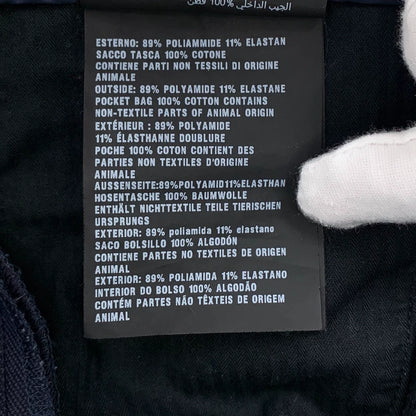 الجيب الداخلي 100% قطن
ESTERNO: 89% POLIAMMIDE 11% ELASTAN
SACCO TASCA 100% COTONE
CONTIENE PARTI NON TESSILI DI ORIGINE
ANIMALE
OUTSIDE: 89% POLYAMIDE 11% ELASTANE
POCKET BAG 100% COTTON CONTAINS
NON-TEXTILE PARTS OF ANIMAL ORIGIN
EXTÉRIEUR : 89% POLYAMIDE
11% ÉLASTHANNE DOUBLURE
POCHE 100% COTON CONTIENT DES
PARTIES NON TEXTILES D'ORIGINE
ANIMALE
AUSSENSEITE:89%POLYAMID11%ELASTHAN
HOSENTASCHE 100% BAUMWOLLE
ENTHÄLT NICHTTEXTILE TEILE TIERISCHEN
URSPRUNGS
EXTERIOR: 89% poliamida 11% elastano
SACO BOLSILLO 100% ALGODÓN
CONTIENE PARTES NO TEXTILES DE ORIGEN
ANIMAL
EXTERIOR: 89% POLIAMIDA 11% ELASTANO
INTERIOR DO BOLSO 100% ALGODÃO
CONTÉM PARTES NÃO TÊXTEIS DE ORIGEM
ANIMAL